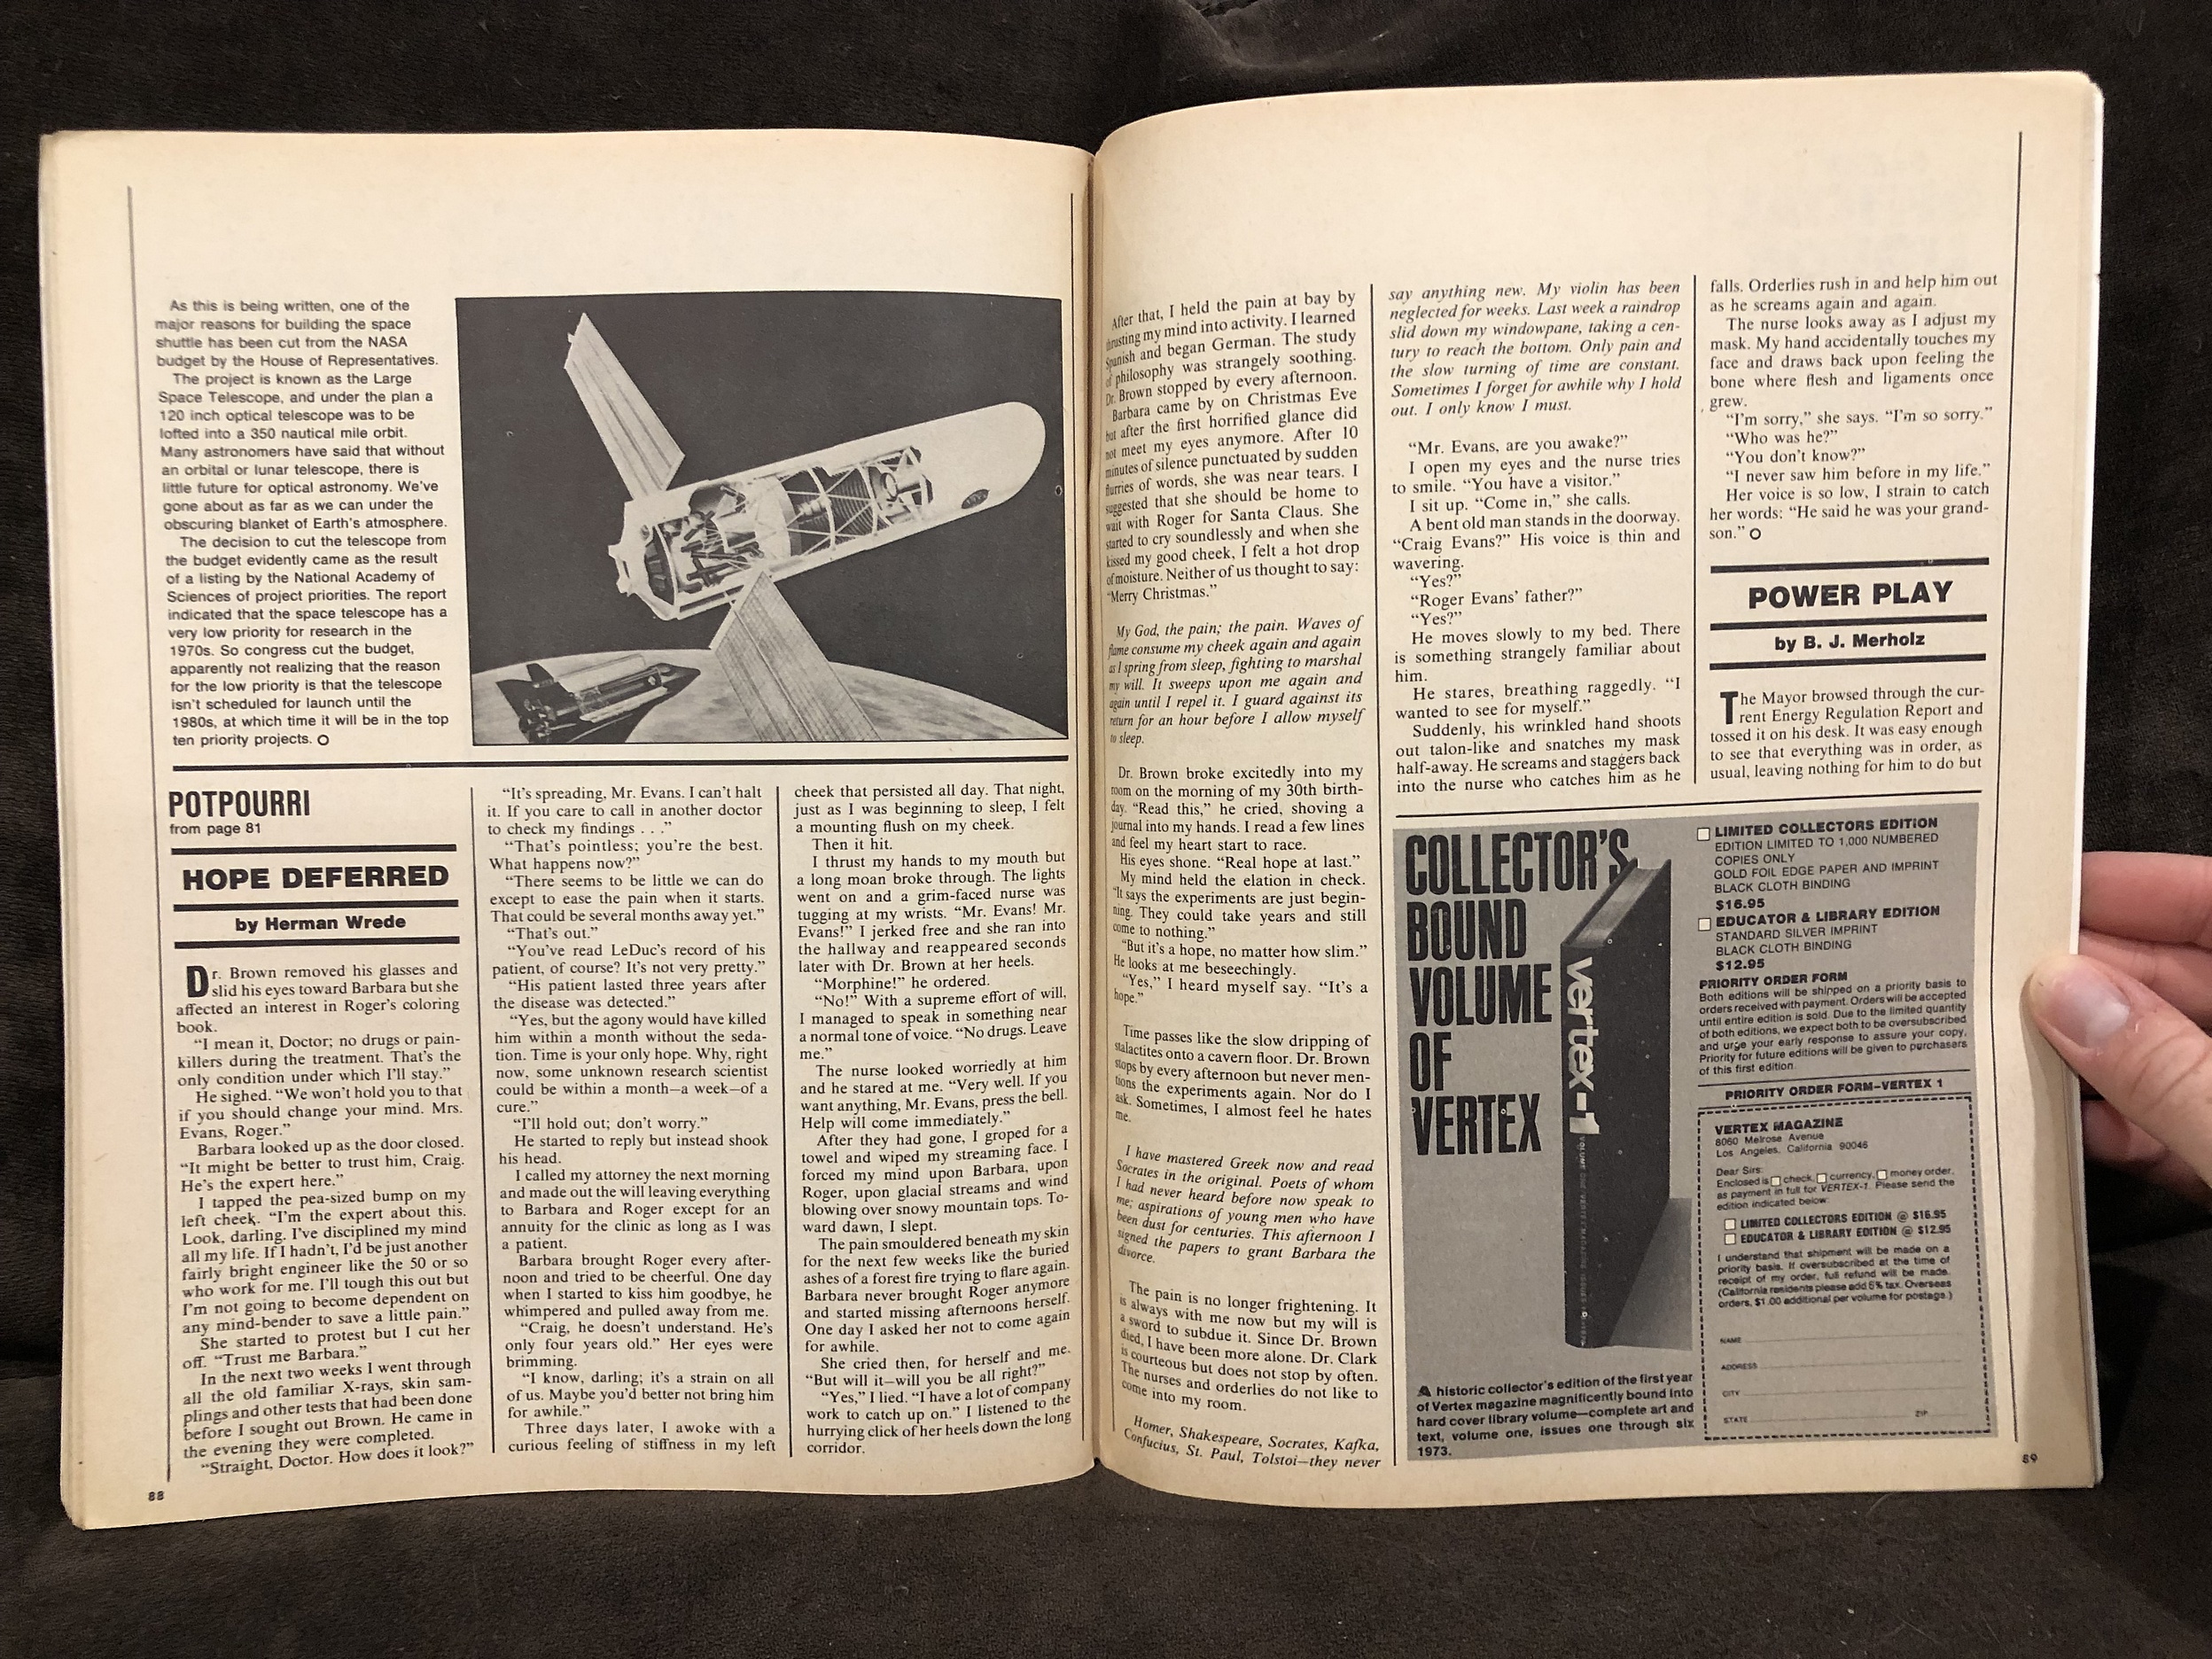 As this is being written, one of the
major reasons for building the space
shuttle has been cut from the NASA
budget by the House of Representatives.
The project is known as the Large
Space Telescope, and under the plan a
120 inch optical telescope was to be
lofted into a 350 nautical mile orbit.
Many astronomers have said that without
an orbital or lunar telescope, there is
little future for optical astronomy. We've
gone about as far as we can under the
obscuring blanket of Earth's atmosphere.
The decision to cut the telescope from
the budget evidently came as the result
of a listing by the National Academy of
Sciences of project priorities. The report
indicated that the space telescope has a
very low priority for research in the
1970s. So congress cut the budget,
apparently not realizing that the reason
for the low priority is that the telescope
isn't scheduled for launch until the
1980s, at which time it will be in the top
ten priority projects. O
POTPOURRI
from page 81
HOPE DEFERRED
by Herman Wrede
Dr. Brown removed his glasses and
slid his eyes toward Barbara but she
affected an interest in Roger's coloring
book.
"I mean it, Doctor; no drugs or pain-
killers during the treatment. That's the
only condition under which I'll stay."
He sighed. "We won't hold you to that
if you should change your mind. Mrs.
Evans, Roger."
Barbara looked up as the door closed.
"It might be better to trust him, Craig.
He's the expert here."
I tapped the pea-sized bump on my
left cheek. "I'm the expert about this.
Look, darling. I've disciplined my mind
all my life. If I hadn't, I'd be just another
fairly bright engineer like the 50 or so
who work for me. I'll tough this out but
I'm not going to become dependent on
any mind-bender to save a little pain."
She started to protest but I cut her
off. "Trust me Barbara."
In the next two weeks I went through
all the old familiar X-rays, skin sam-
plings and other tests that had been done
before I sought out Brown. He came in
the evening they were completed.
"Straight, Doctor. How does it look?"
"It's spreading, Mr. Evans. I can't halt
it. If you care to call in another doctor
to check my findings . . ."
"That's pointless; you're the best.
What happens now?"
"There seems to be little we can do
except to ease the pain when it starts.
That could be several months away yet."
"That's out."
"You've read LeDuc's record of his
patient, of course? It's not very pretty."
"His patient lasted three years after
the disease was detected."
"Yes, but the agony would have killed
him within a month without the seda-
tion. Time is your only hope. Why, right
now, some unknown research scientist
could be within a month—a week—of a
cure."
"I'll hold out; don't worry."
He started to reply but instead shook
his head.
I called my attorney the next morning
and made out the will leaving everything
to Barbara and Roger except for an
annuity for the clinic as long as I was
a patient.
Barbara brought Roger every after-
noon and tried to be cheerful. One day
when I started to kiss him goodbye, he
whimpered and pulled away from me.
"Craig, he doesn't understand. He's
only four years old." Her eyes were
brimming.
"I know, darling; it's a strain on all
of us. Maybe you'd better not bring him
for awhile."
Three days later, I awoke with a
curious feeling of stiffness in my left
cheek that persisted all day. That night,
just as I was beginning to sleep, I felt
a mounting flush on my cheek.
Then it hit.
I thrust my hands to my mouth but
a long moan broke through. The lights
went on and a grim-faced nurse was
tugging at my wrists. "Mr. Evans! Mr.
Evans!" I jerked free and she ran into
the hallway and reappeared seconds
later with Dr. Brown at her heels.
"Morphine!" he ordered.
"No!" With a supreme effort of will,
I managed to speak in something near
a normal tone of voice. "No drugs. Leave
me."
The nurse looked worriedly at him
and he stared at me. "Very well. If you
want anything, Mr. Evans, press the bell.
Help will come immediately."
After they had gone, I groped for a
towel and wiped my streaming face. I
forced my mind upon Barbara, upon
Roger, upon glacial streams and wind
blowing over snowy mountain tops. To-
ward dawn, I slept.
The pain smouldered beneath my skin
for the next few weeks like the buried
ashes of a forest fire trying to flare again.
Barbara never brought Roger anymore
and started missing afternoons herself.
One day I asked her not to come again
for awhile.
She cried then, for herself and me.
"But will it—will you be all right?"
"Yes," I lied. "I have a lot of company
work to catch up on." I listened to the
hurrying click of her heels down the long
corridor.
88
After that, I held the pain at bay by
thrusting my mind into activity. I learned
Spanish and began German. The study
of philosophy was strangely soothing.
Dr. Brown stopped by every afternoon.
Barbara came by on Christmas Eve
but after the first horrified glance did
not meet my eyes anymore. After 10
minutes of silence punctuated by sudden
flurries of words, she was near tears. I
suggested that she should be home to
wait with Roger for Santa Claus. She
started to cry soundlessly and when she
kissed my good cheek, I felt a hot drop
of moisture. Neither of us thought to say:
"Merry Christmas."
My God, the pain; the pain. Waves of
flame consume my cheek again and again
as I spring from sleep, fighting to marshal
my will. It sweeps upon me again and
again until I repel it. I guard against its
return for an hour before I allow myself
to sleep.
Dr. Brown broke excitedly into my
room on the morning of my 30th birth-
day. "Read this," he cried, shoving a
journal into my hands. I read a few lines
and feel my heart start to race.
His eyes shone. "Real hope at last."
My mind held the elation in check.
"It says the experiments are just begin-
ning. They could take years and still
come to nothing."
"But it's a hope, no matter how slim."
He looks at me beseechingly.
"Yes," I heard myself say. "It's a
hope."
Time passes like the slow dripping of
stalactites onto a cavern floor. Dr. Brown
stops by every afternoon but never men-
tions the experiments again. Nor do I
ask. Sometimes, I almost feel he hates
me.
I have mastered Greek now and read
Socrates in the original. Poets of whom
I had never heard before now speak to
me; aspirations of young men who have
been dust for centuries. This afternoon I
signed the papers to grant Barbara the
divorce.
The pain is no longer frightening. It
is always with me now but my will is
a sword to subdue it. Since Dr. Brown
died, I have been more alone. Dr. Clark
is courteous but does not stop by often.
The nurses and orderlies do not like to
come into my room.
Homer, Shakespeare, Socrates, Kafka,
Confucius, St. Paul, Tolstoi—they never
say anything new. My violin has been
neglected for weeks. Last week a raindrop
slid down my windowpane, taking a cen-
tury to reach the bottom. Only pain and
the slow turning of time are constant.
Sometimes I forget for awhile why I hold
out. I only know I must.
"Mr. Evans, are you awake?"
I open my eyes and the nurse tries
to smile. "You have a visitor."
I sit up. "Come in," she calls.
A bent old man stands in the doorway.
"Craig Evans?" His voice is thin and
wavering.
"Yes?"
"Roger Evans' father?"
"Yes?"
He moves slowly to my bed. There
is something strangely familiar about
him.
He stares, breathing raggedly. "I
wanted to see for myself."
Suddenly, his wrinkled hand shoots
out talon-like and snatches my mask
half-away. He screams and staggers back
into the nurse who catches him as he
falls. Orderlies rush in and help him out
as he screams again and again.
The nurse looks away as I adjust my
mask. My hand accidentally touches my
face and draws back upon feeling the
bone where flesh and ligaments once
grew.
"I'm sorry," she says. "I'm so sorry."
"Who was he?"
"You don't know?"
"I never saw him before in my life."
Her voice is so low, I strain to catch
her words: "He said he was your grand-
son." O
POWER PLAY
by B. J. Merholz
The Mayor browsed through the cur-
rent Energy Regulation Report and
tossed it on his desk. It was easy enough
to see that everything was in order, as
usual, leaving nothing for him to do but
COLLECTOR'S
BOUND
VOLUME
OF
VERTEX
vertex-1
A historic collector's edition of the first year
of Vertex magazine magnificently bound into
hard cover library volume—complete art and
text, volume one, issues one through six
1973.
LIMITED COLLECTORS EDITION
EDITION LIMITED TO 1,000 NUMBERED
COPIES ONLY
GOLD FOIL EDGE PAPER AND IMPRINT
BLACK CLOTH BINDING
$16.95
EDUCATOR & LIBRARY EDITION
STANDARD SILVER IMPRINT
BLACK CLOTH BINDING
$12.95
PRIORITY ORDER FORM
Both editions will be shipped on a priority basis to
orders received with payment. Orders will be accepted
until entire edition is sold. Due to the limited quantity
of both editions, we expect both to be oversubscribed
and urge your early response to assure your copy.
Priority for future editions will be given to purchasers
of this first edition.
PRIORITY ORDER FORM—VERTEX 1
VERTEX MAGAZINE
8060 Melrose Avenue
Los Angeles, California 90046
Dear Sirs:
Enclosed is check, currency, money order,
as payment in full for VERTEX-1. Please send the
edition indicated below:
LIMITED COLLECTORS EDITION @ $16.95
EDUCATOR & LIBRARY EDITION @ $12.95
I understand that shipment will be made on a
priority basis. If oversubscribed at the time of
receipt of my order, full refund will be made.
(California residents please add 5% tax. Overseas
orders, $1.00 additional per volume for postage.)
NAME
ADDRESS
CITY
STATE ZIP
89